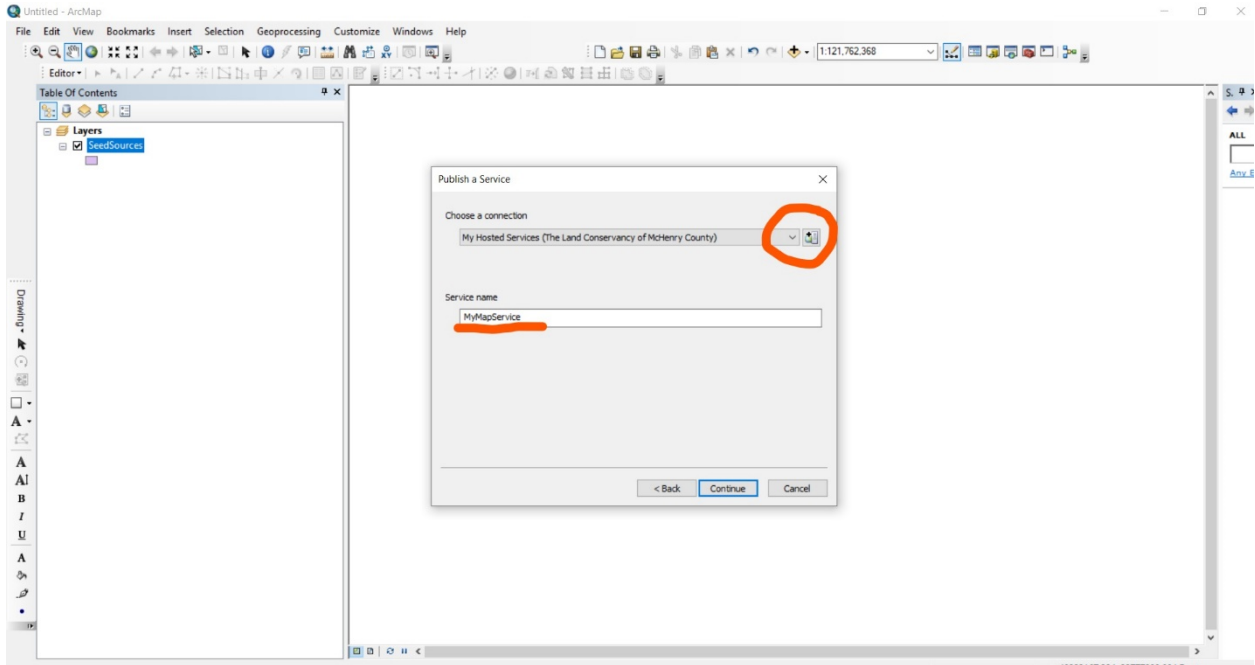 Untitled - ArcMap
File Edit View Bookmarks Insert Selection Geoprocessing Customize Windows Help
1:121,762.368
Editor
Table Of Contents
S.
Layers
SeedSources
ALL
Any E
Publish a Service
Choose a connection
My Hosted Services (The Land Conservancy of McHenry County)
Service name
MyMapService
Drawing
A
A
AI
B
I
U
A
< Back Continue Cancel